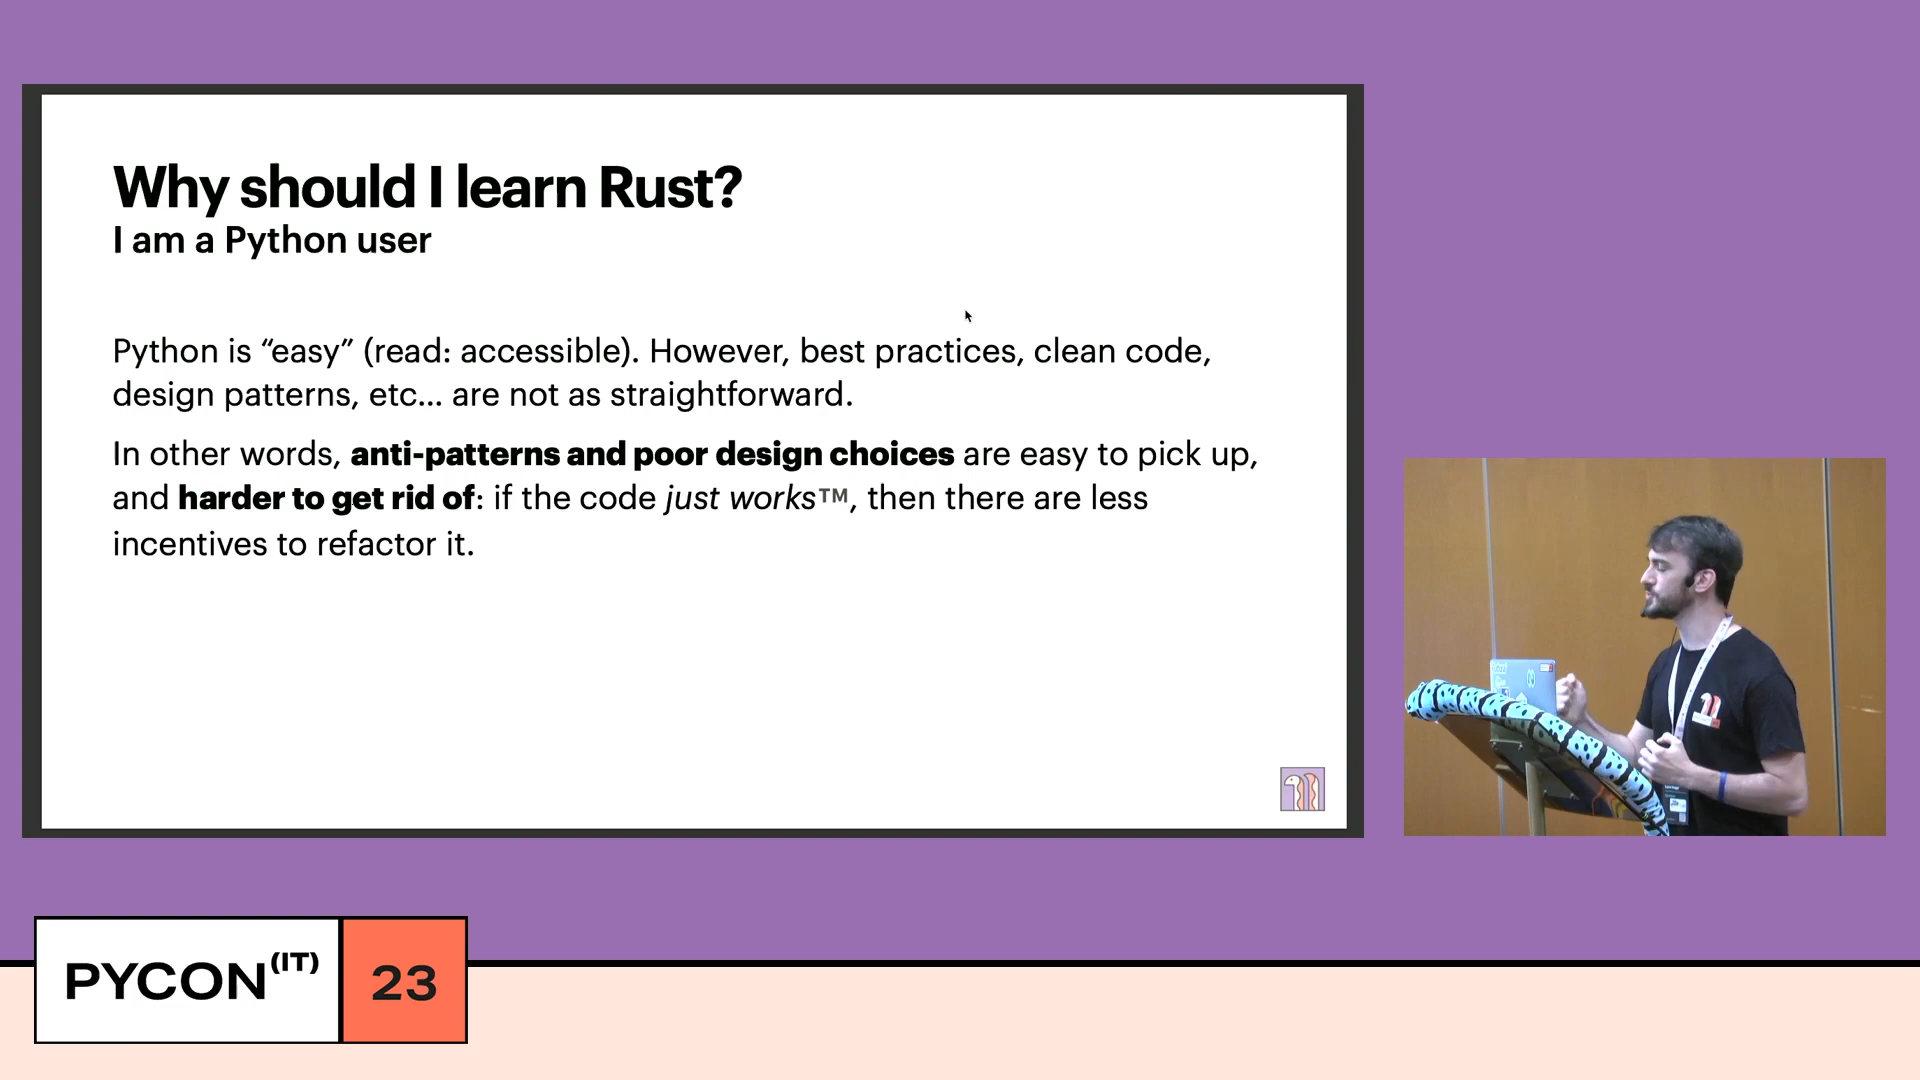 Why should I learn Rust?
I am a Python user
Python is “easy” (read: accessible). However, best practices, clean code,
design patterns, etc... are not as straightforward.
In other words, anti-patterns and poor design choices are easy to pick up,
and harder to get rid of: if the code just works™, then there are less
incentives to refactor it.
PYCON(IT) 23